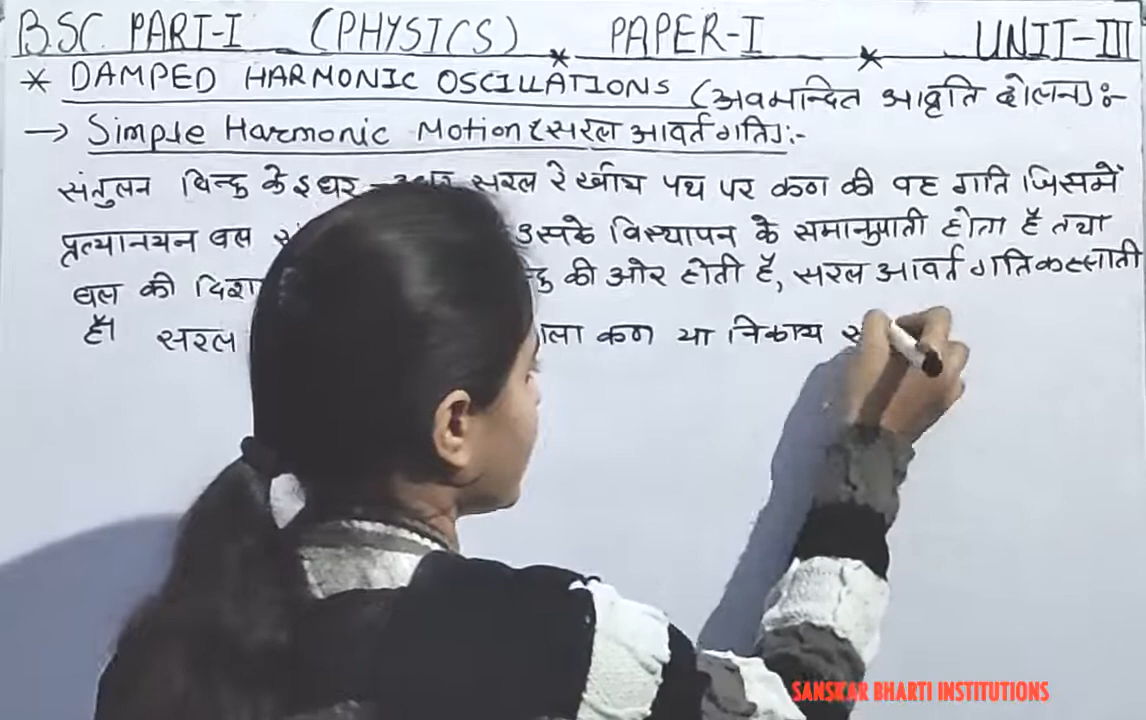 BSC PART-I (PHYSICS) * PAPER-I * UNIT-III
* DAMPED HARMONIC OSCILLATIONS (अवमन्दित आवृति दोलन):-
→ Simple Harmonic Motion (सरल आवर्त गति):-
संतुलन बिन्दु के इधर - उधर सरल रेखीय पथ पर कण की वह गति जिसमें
प्रत्यानयन बल उसके विस्थापन के समानुपाती होता है तथा
बल की दिशा की ओर होती है, सरल आवर्त गति कहलाती
है। सरल कण या निकाय
SANSKAR BHARTI INSTITUTIONS